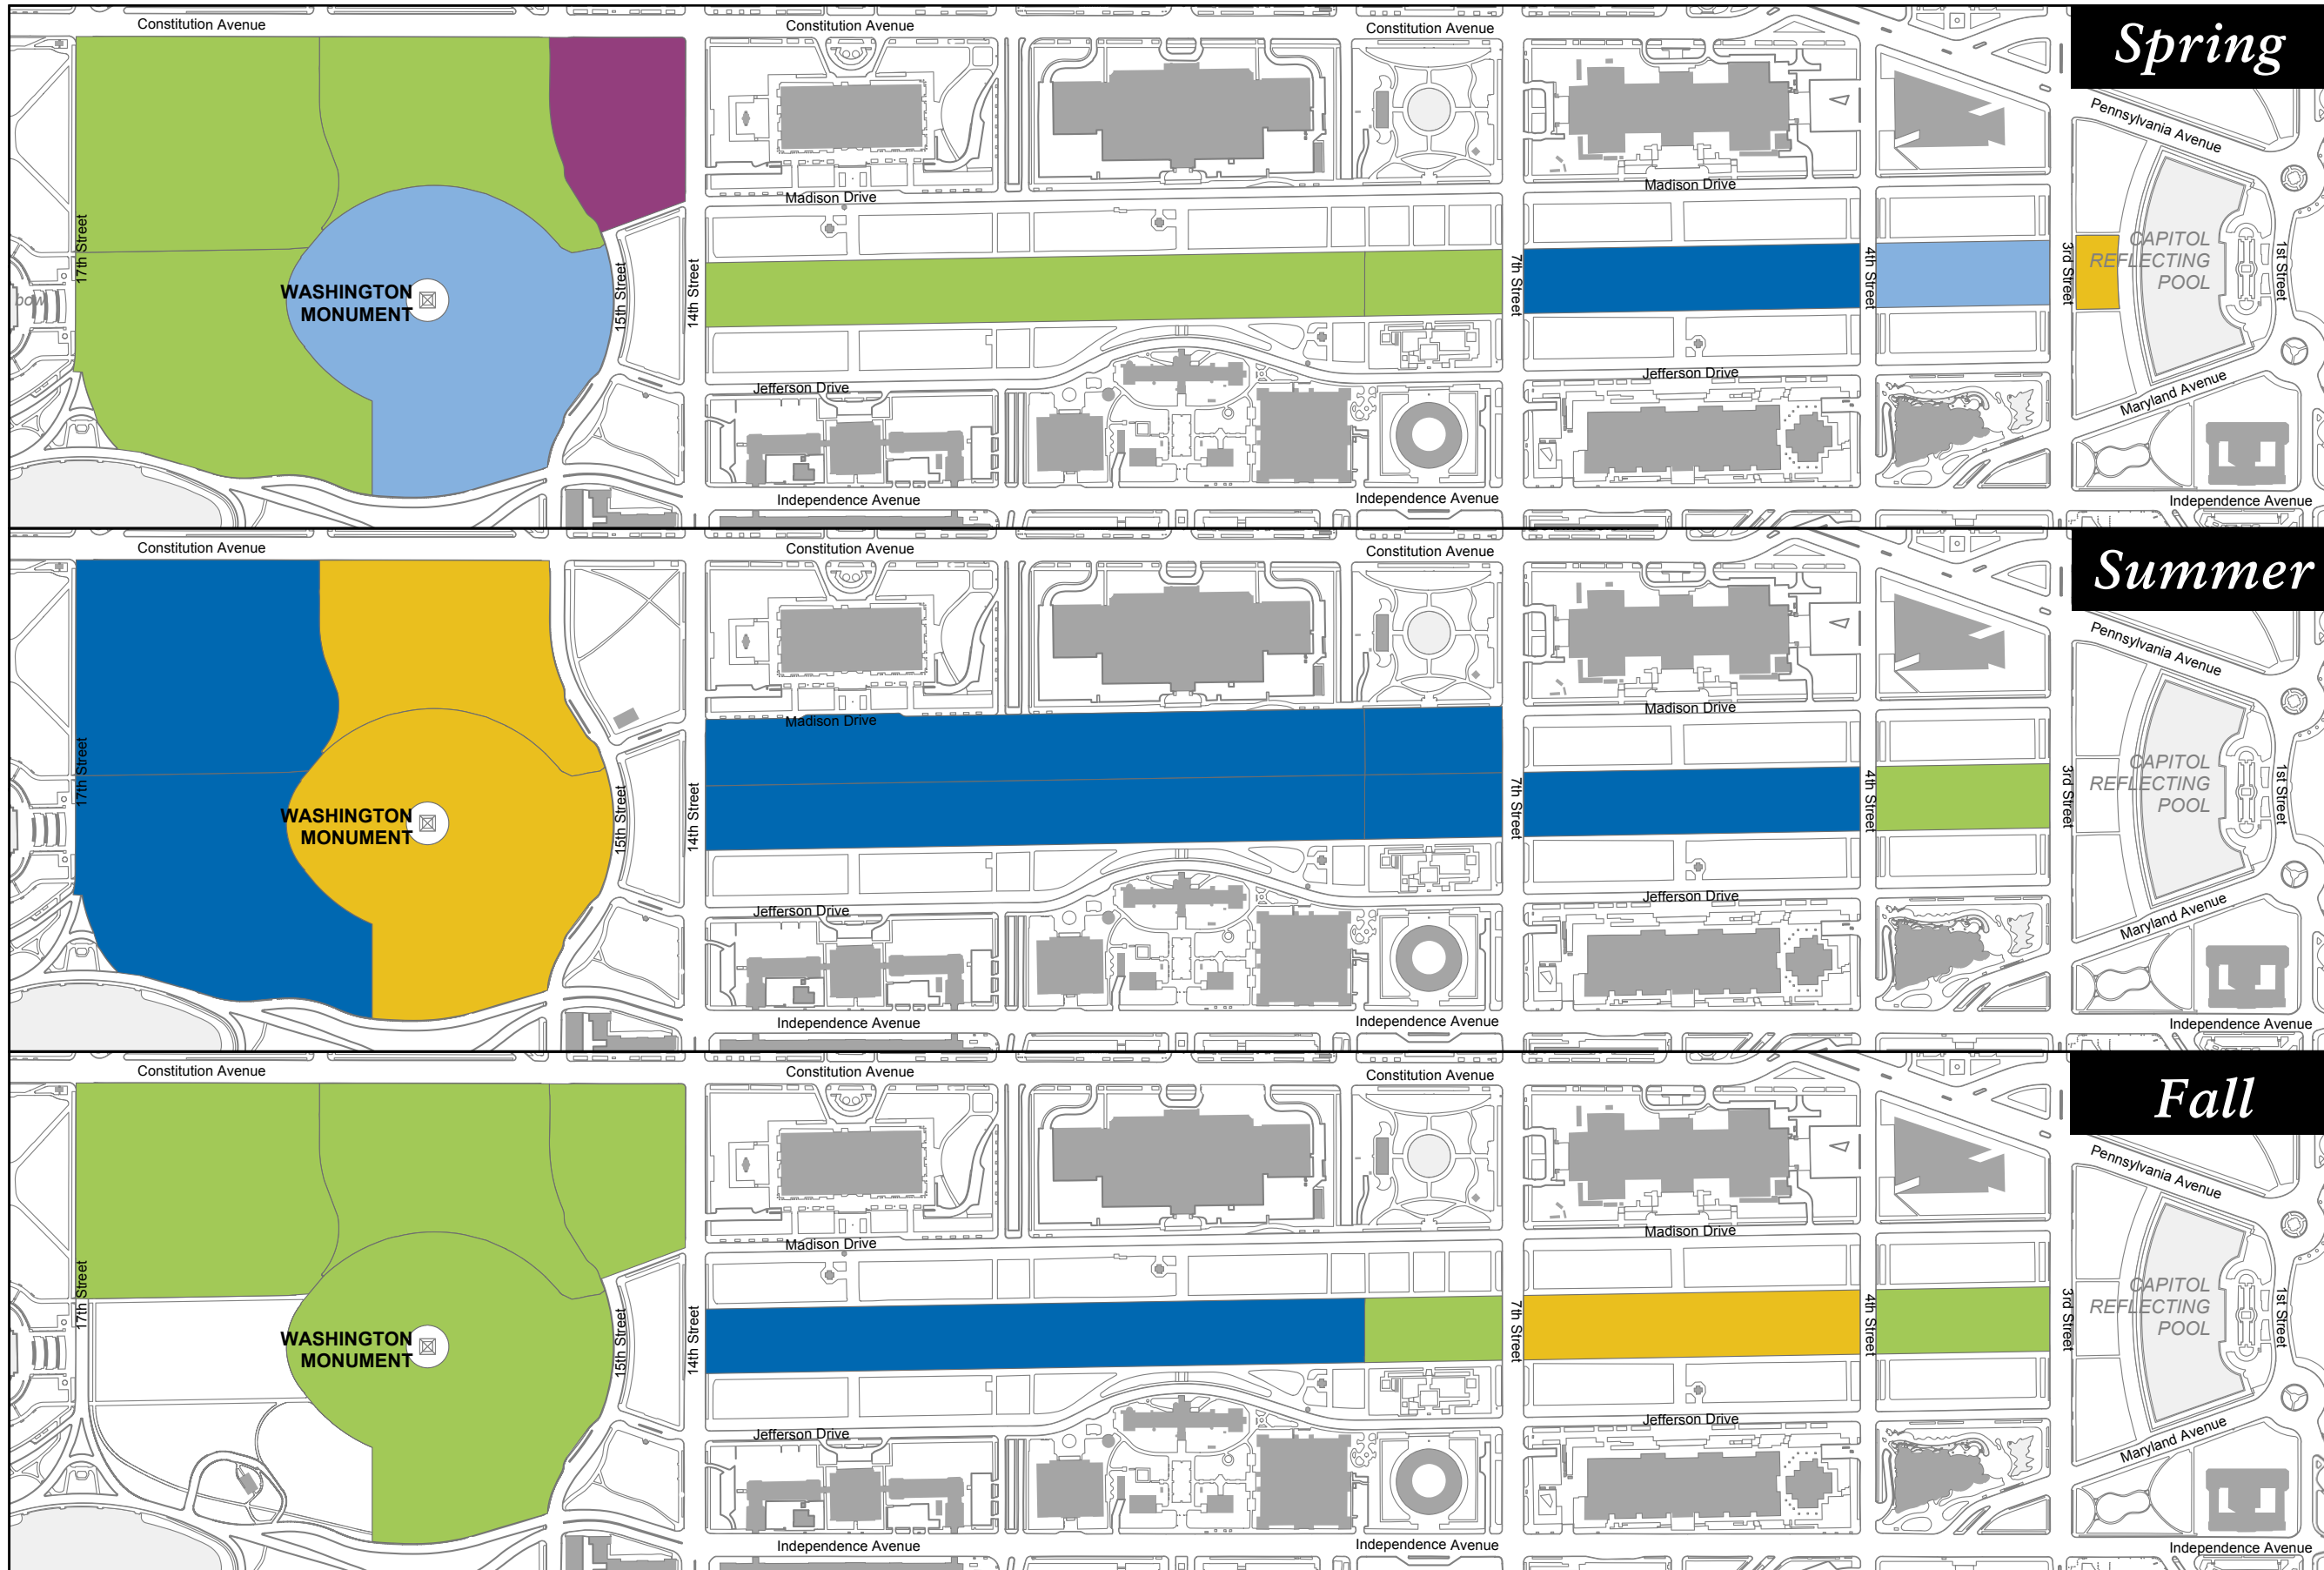 Constitution Avenue
Constitution Avenue
Constitution Avenue
Spring
Pennsylvania Avenue
Madison Drive
Madison Drive
17th Street
15th Street
14th Street
7th Street
4th Street
3rd Street
CAPITOL
REFLECTING
POOL
1st Street
WASHINGTON
MONUMENT
Jefferson Drive
Jefferson Drive
Maryland Avenue
Independence Avenue
Independence Avenue
Independence Avenue
Constitution Avenue
Constitution Avenue
Constitution Avenue
Summer
Pennsylvania Avenue
Madison Drive
Madison Drive
17th Street
15th Street
14th Street
7th Street
4th Street
3rd Street
CAPITOL
REFLECTING
POOL
1st Street
WASHINGTON
MONUMENT
Jefferson Drive
Jefferson Drive
Maryland Avenue
Independence Avenue
Independence Avenue
Independence Avenue
Constitution Avenue
Constitution Avenue
Constitution Avenue
Fall
Pennsylvania Avenue
Madison Drive
Madison Drive
17th Street
15th Street
14th Street
7th Street
4th Street
3rd Street
CAPITOL
REFLECTING
POOL
1st Street
WASHINGTON
MONUMENT
Jefferson Drive
Jefferson Drive
Maryland Avenue
Independence Avenue
Independence Avenue
Independence Avenue